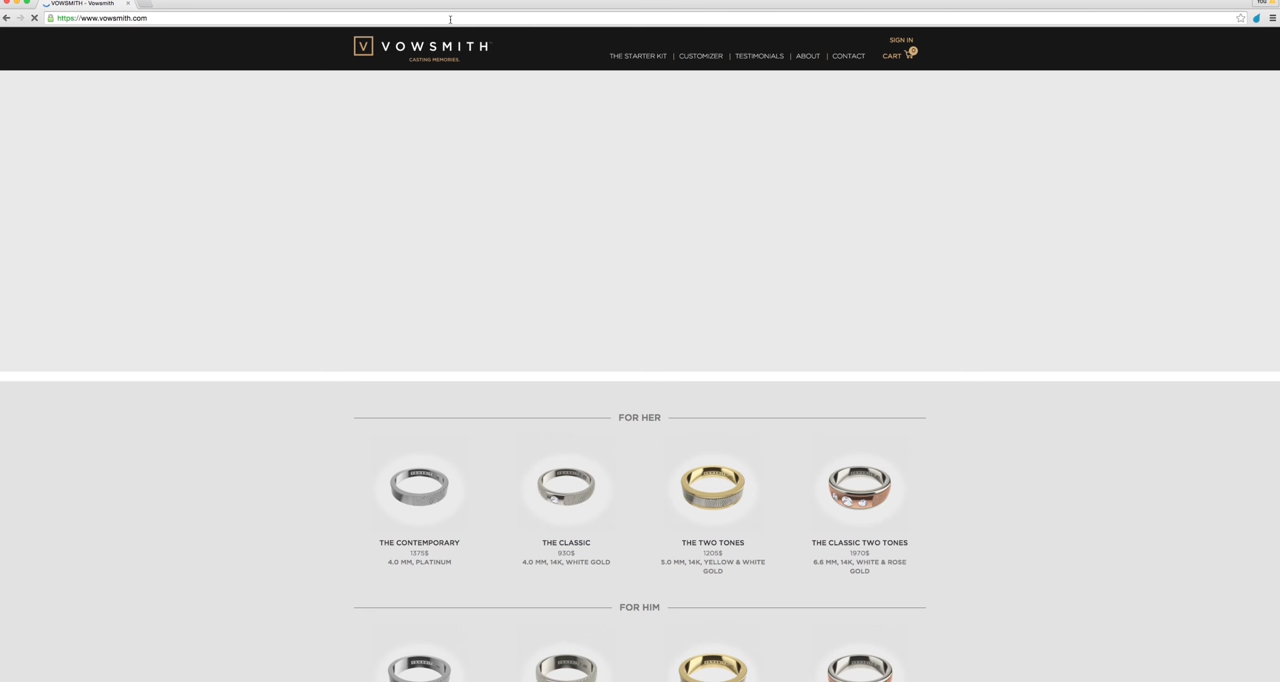 VOWSMITH - Vowsmith
You
https://www.vowsmith.com
V VOWSMITH
CASTING MEMORIES.
SIGN IN
THE STARTER KIT | CUSTOMIZER | TESTIMONIALS | ABOUT | CONTACT CART 0
FOR HER
THE CONTEMPORARY
1375$
4.0 MM, PLATINUM
THE CLASSIC
930$
4.0 MM, 14K, WHITE GOLD
THE TWO TONES
1205$
5.0 MM, 14K, YELLOW & WHITE
GOLD
THE CLASSIC TWO TONES
1970$
6.6 MM, 14K, WHITE & ROSE
GOLD
FOR HIM